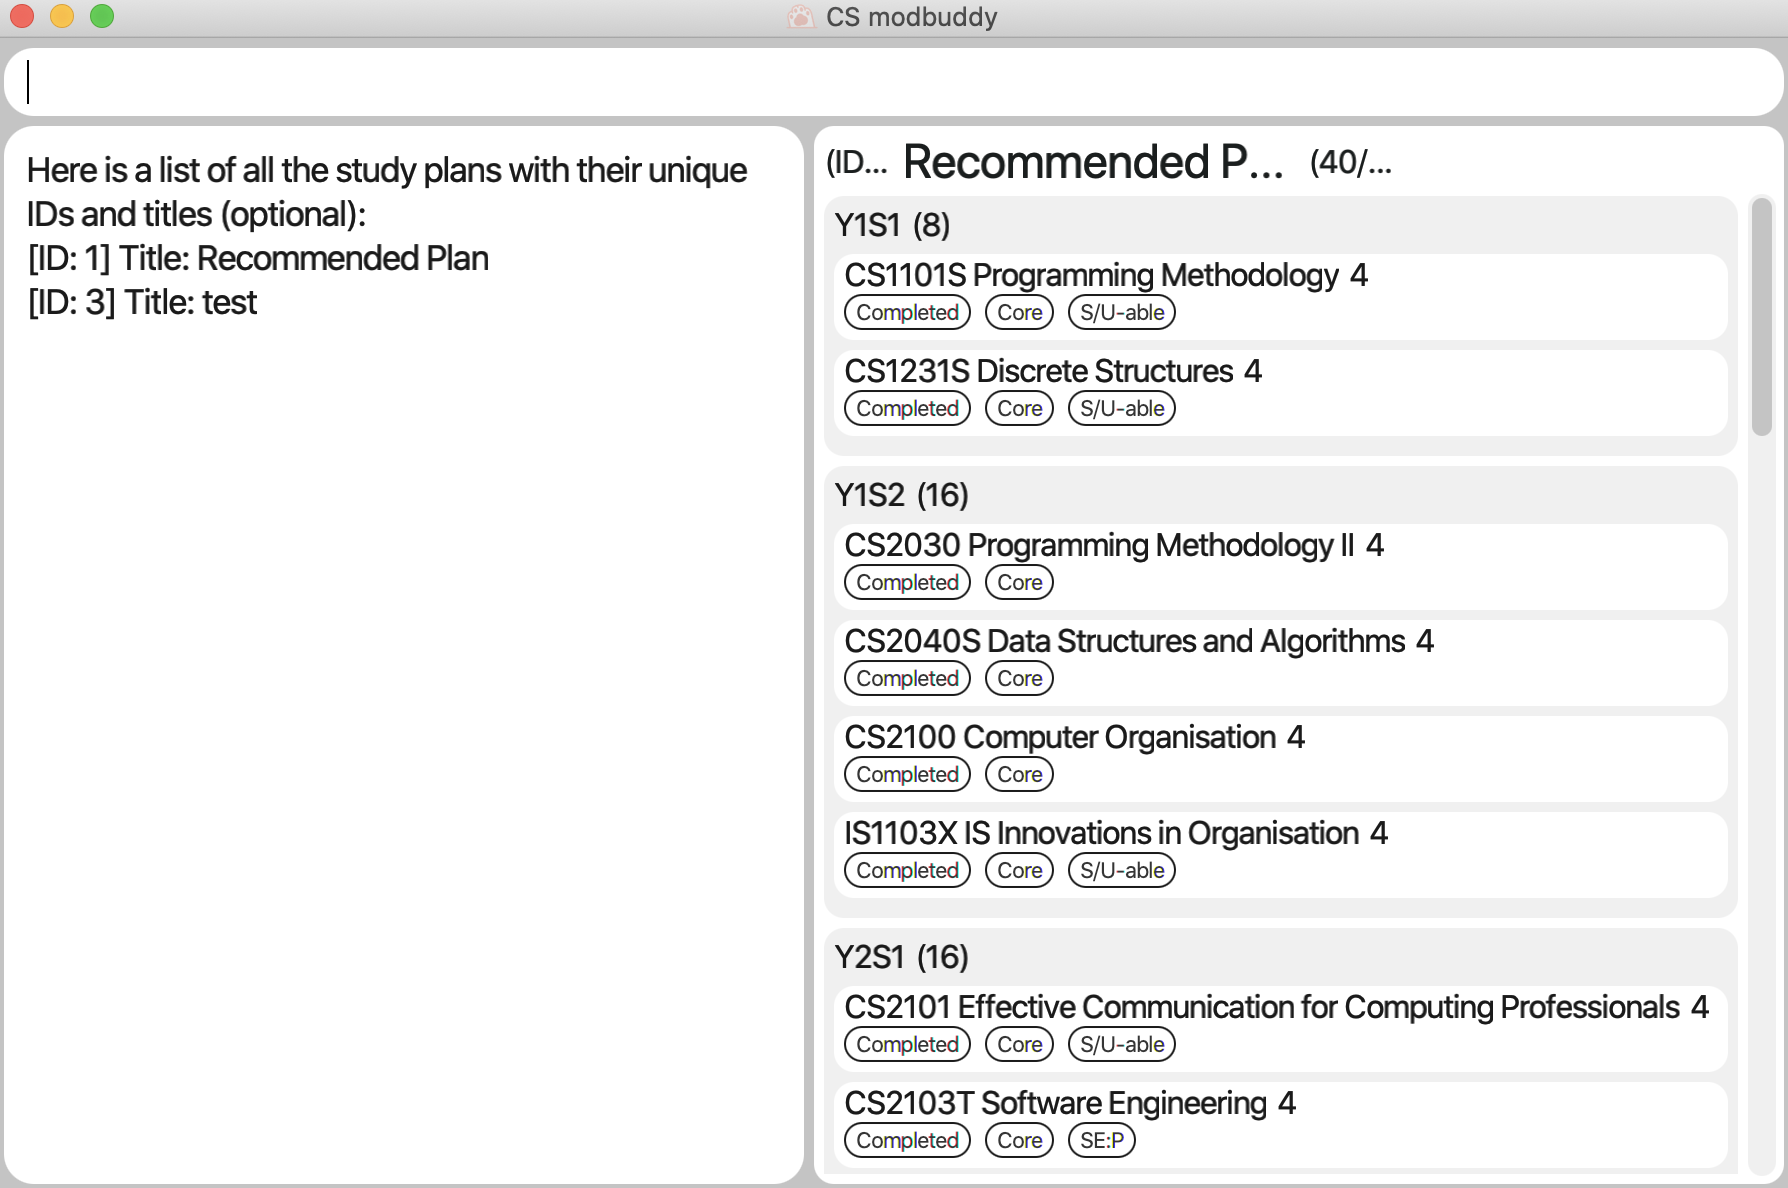 CS modbuddy
Here is a list of all the study plans with their unique
IDs and titles (optional):
[ID: 1] Title: Recommended Plan
[ID: 3] Title: test
(ID... Recommended P... (40/...
Y1S1 (8)
CS1101S Programming Methodology 4
Completed Core S/U-able
CS1231S Discrete Structures 4
Completed Core S/U-able
Y1S2 (16)
CS2030 Programming Methodology II 4
Completed Core
CS2040S Data Structures and Algorithms 4
Completed Core
CS2100 Computer Organisation 4
Completed Core
IS1103X IS Innovations in Organisation 4
Completed Core S/U-able
Y2S1 (16)
CS2101 Effective Communication for Computing Professionals 4
Completed Core S/U-able
CS2103T Software Engineering 4
Completed Core SE:P